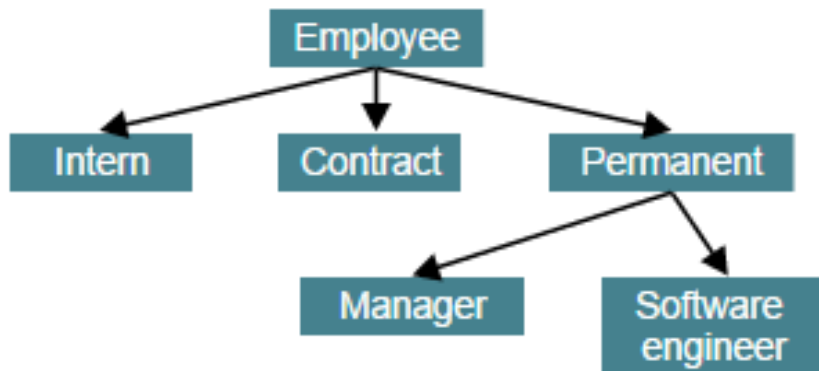 Employee
Intern
Contract
Permanent
Manager
Software
engineer